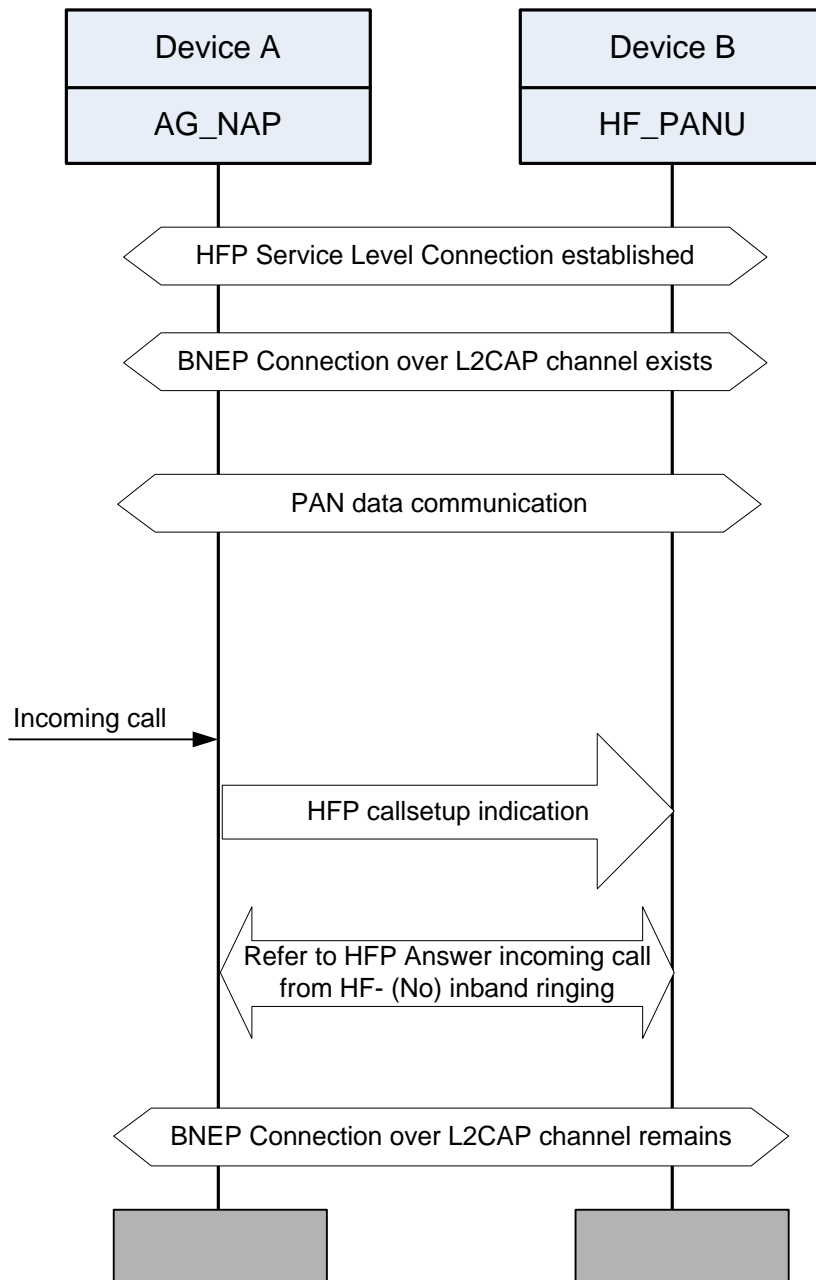 Device A
Device B
AG_NAP
HF_PANU
HFP Service Level Connection established
BNEP Connection over L2CAP channel exists
PAN data communication
Incoming call
HFP callsetup indication
Refer to HFP Answer incoming call
from HF- (No) inband ringing
BNEP Connection over L2CAP channel remains